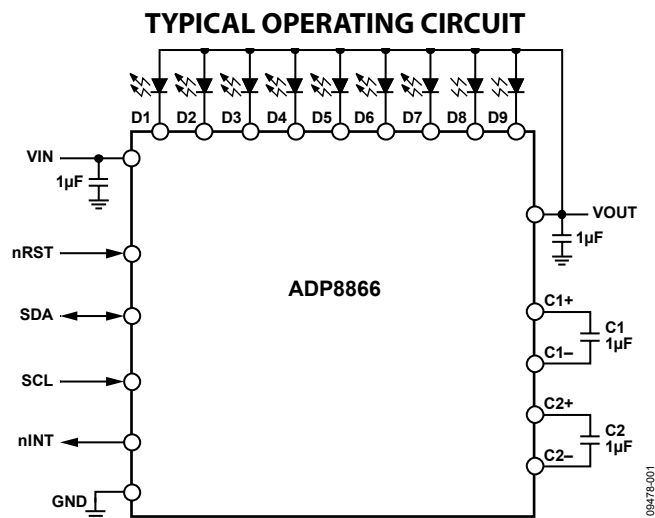 TYPICAL OPERATING CIRCUIT
D1 D2 D3 D4 D5 D6 D7 D8 D9
VIN
1µF
VOUT
1µF
nRST
ADP8866
SDA
C1+
C1
1µF
C1–
SCL
C2+
C2
1µF
nINT
C2–
GND
09478-001